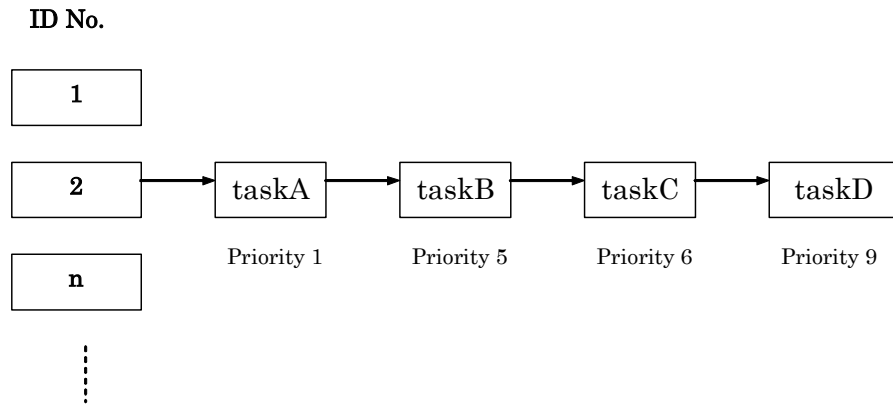 ID No.
1
2
taskA
taskB
taskC
taskD
Priority 1
Priority 5
Priority 6
Priority 9
n